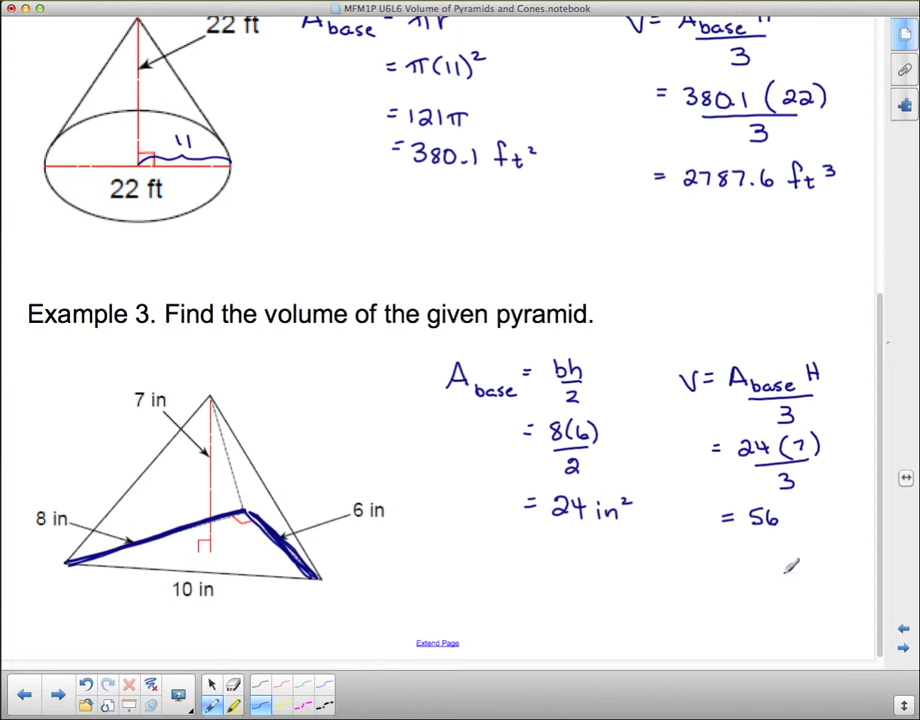 MFM1P U6L6 Volume of Pyramids and Cones.notebook
22 ft
A base = πr
V = A base H
3
= π(11)²
= 380.1 (22)
3
11
= 121π
= 380.1 ft²
22 ft
= 2787.6 ft³
Example 3. Find the volume of the given pyramid.
A base = bh
2
V = A base H
3
7 in
= 8(6)
2
= 24 (7)
3
8 in
6 in
= 24 in²
= 56
10 in
Extend Page